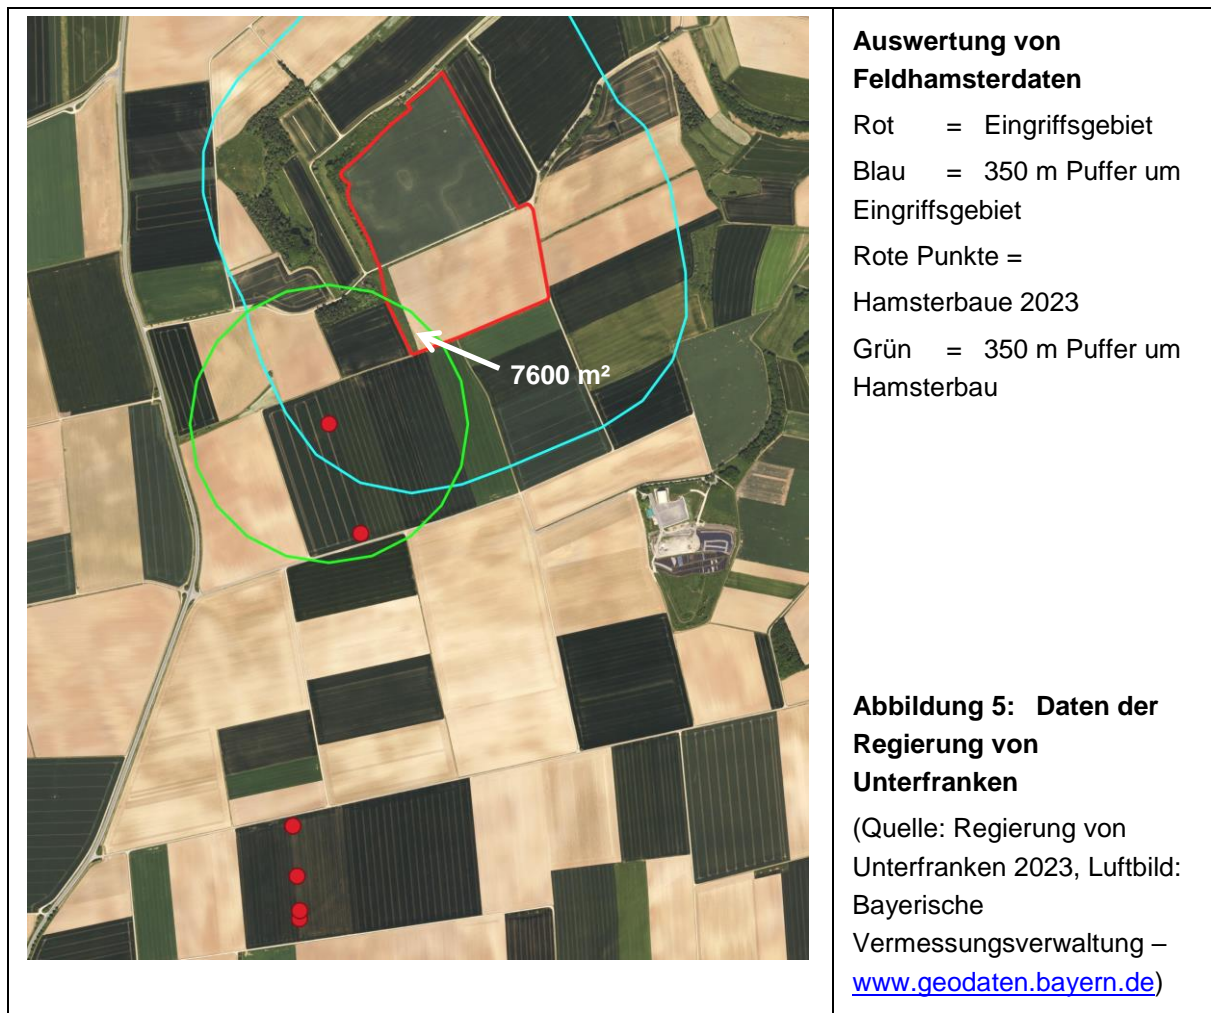 7600 m²
Auswertung von
Feldhamsterdaten
Rot = Eingriffsgebiet
Blau = 350 m Puffer um
Eingriffsgebiet
Rote Punkte =
Hamsterbaue 2023
Grün = 350 m Puffer um
Hamsterbau
Abbildung 5: Daten der
Regierung von
Unterfranken
(Quelle: Regierung von
Unterfranken 2023, Luftbild:
Bayerische
Vermessungsverwaltung –
www.geodaten.bayern.de)